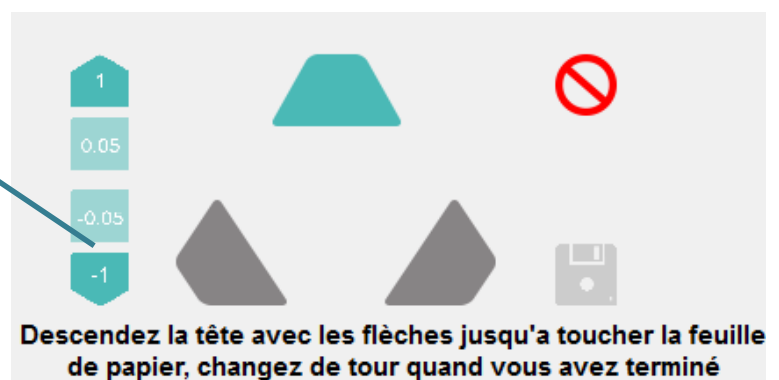 1
0.05
-0.05
-1
Descendez la tête avec les flèches jusqu'a toucher la feuille
de papier, changez de tour quand vous avez terminé